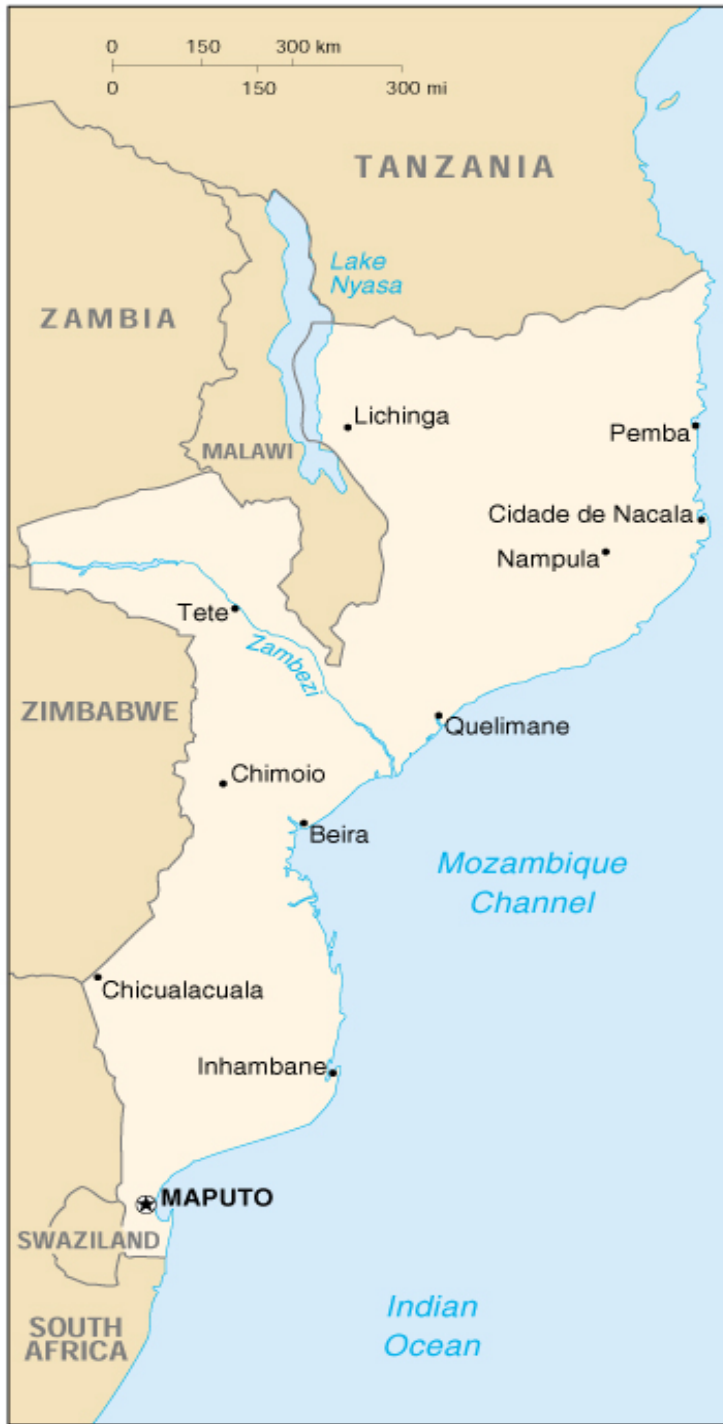 0 150 300 km
0 150 300 mi
TANZANIA
Lake
Nyasa
ZAMBIA
Lichinga
Pemba
MALAWI
Cidade de Nacala
Nampula
Tete
Zambezi
ZIMBABWE
Quelimane
Chimoio
Beira
Mozambique
Channel
Chicualacuala
Inhambane
MAPUTO
SWAZILAND
Indian
Ocean
SOUTH
AFRICA